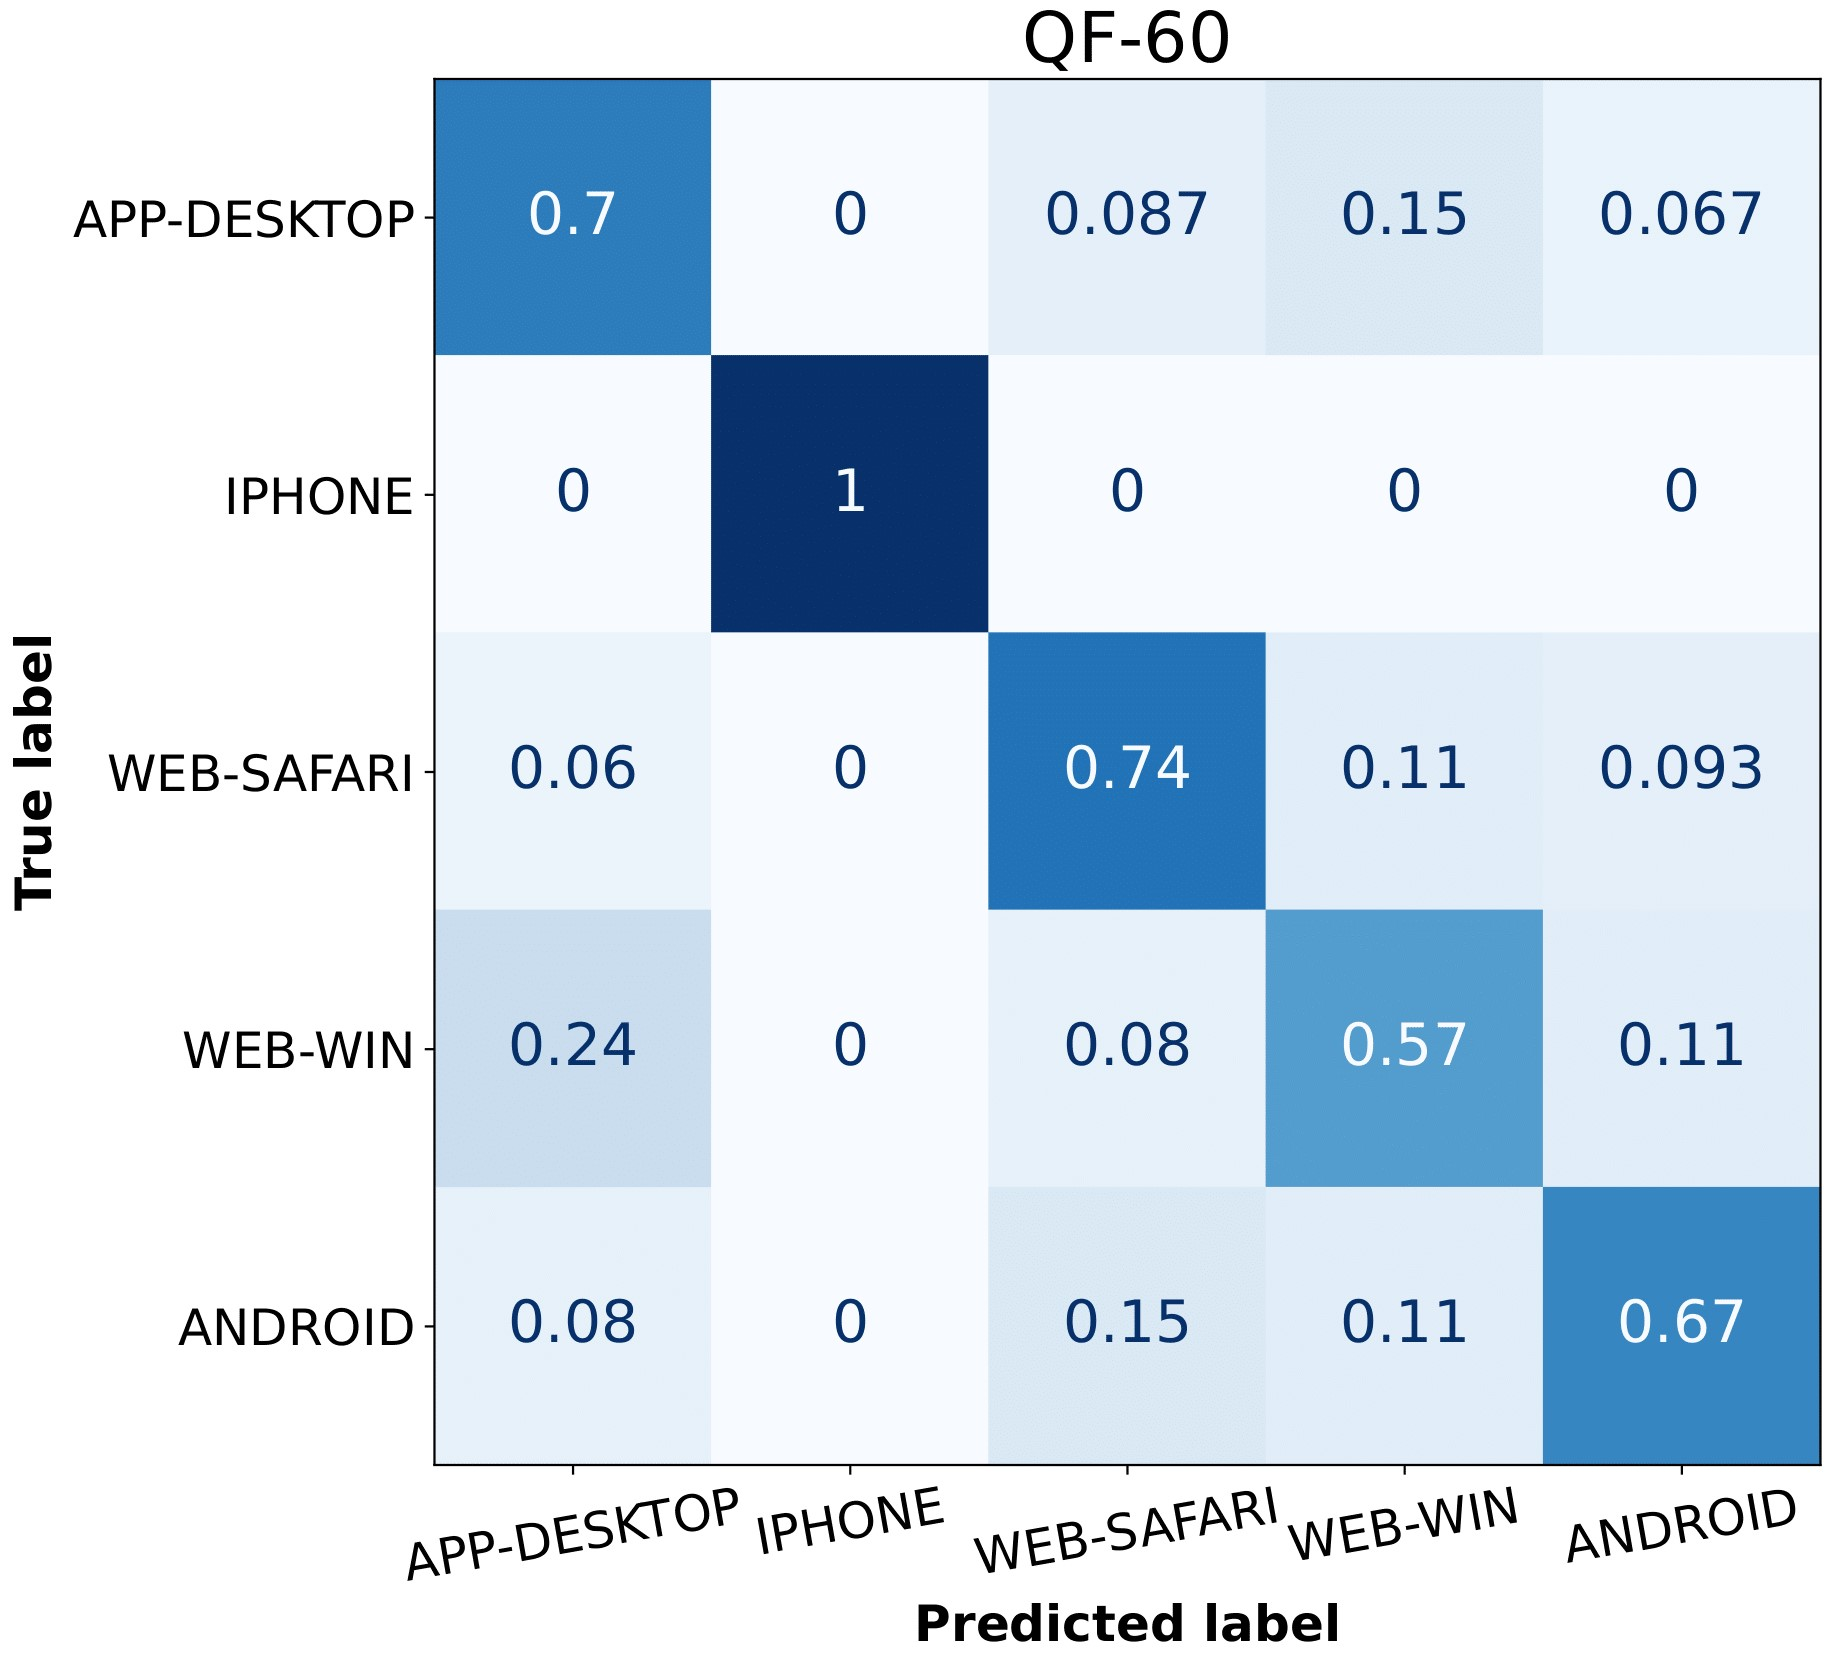 QF-60
True label
APP-DESKTOP 0.7 0 0.087 0.15 0.067
IPHONE 0 1 0 0 0
WEB-SAFARI 0.06 0 0.74 0.11 0.093
WEB-WIN 0.24 0 0.08 0.57 0.11
ANDROID 0.08 0 0.15 0.11 0.67
APP-DESKTOP IPHONE WEB-SAFARI WEB-WIN ANDROID
Predicted label